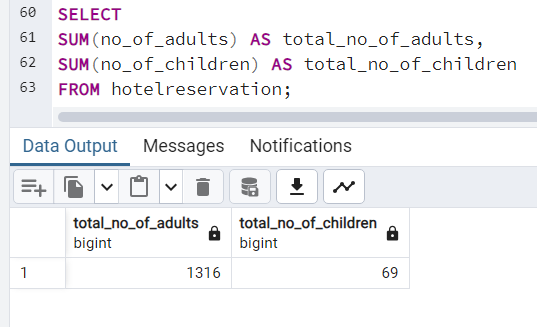 60 SELECT
61 SUM(no_of_adults) AS total_no_of_adults,
62 SUM(no_of_children) AS total_no_of_children
63 FROM hotelreservation;
Data Output Messages Notifications
total_no_of_adults total_no_of_children
bigint bigint
1 1316 69